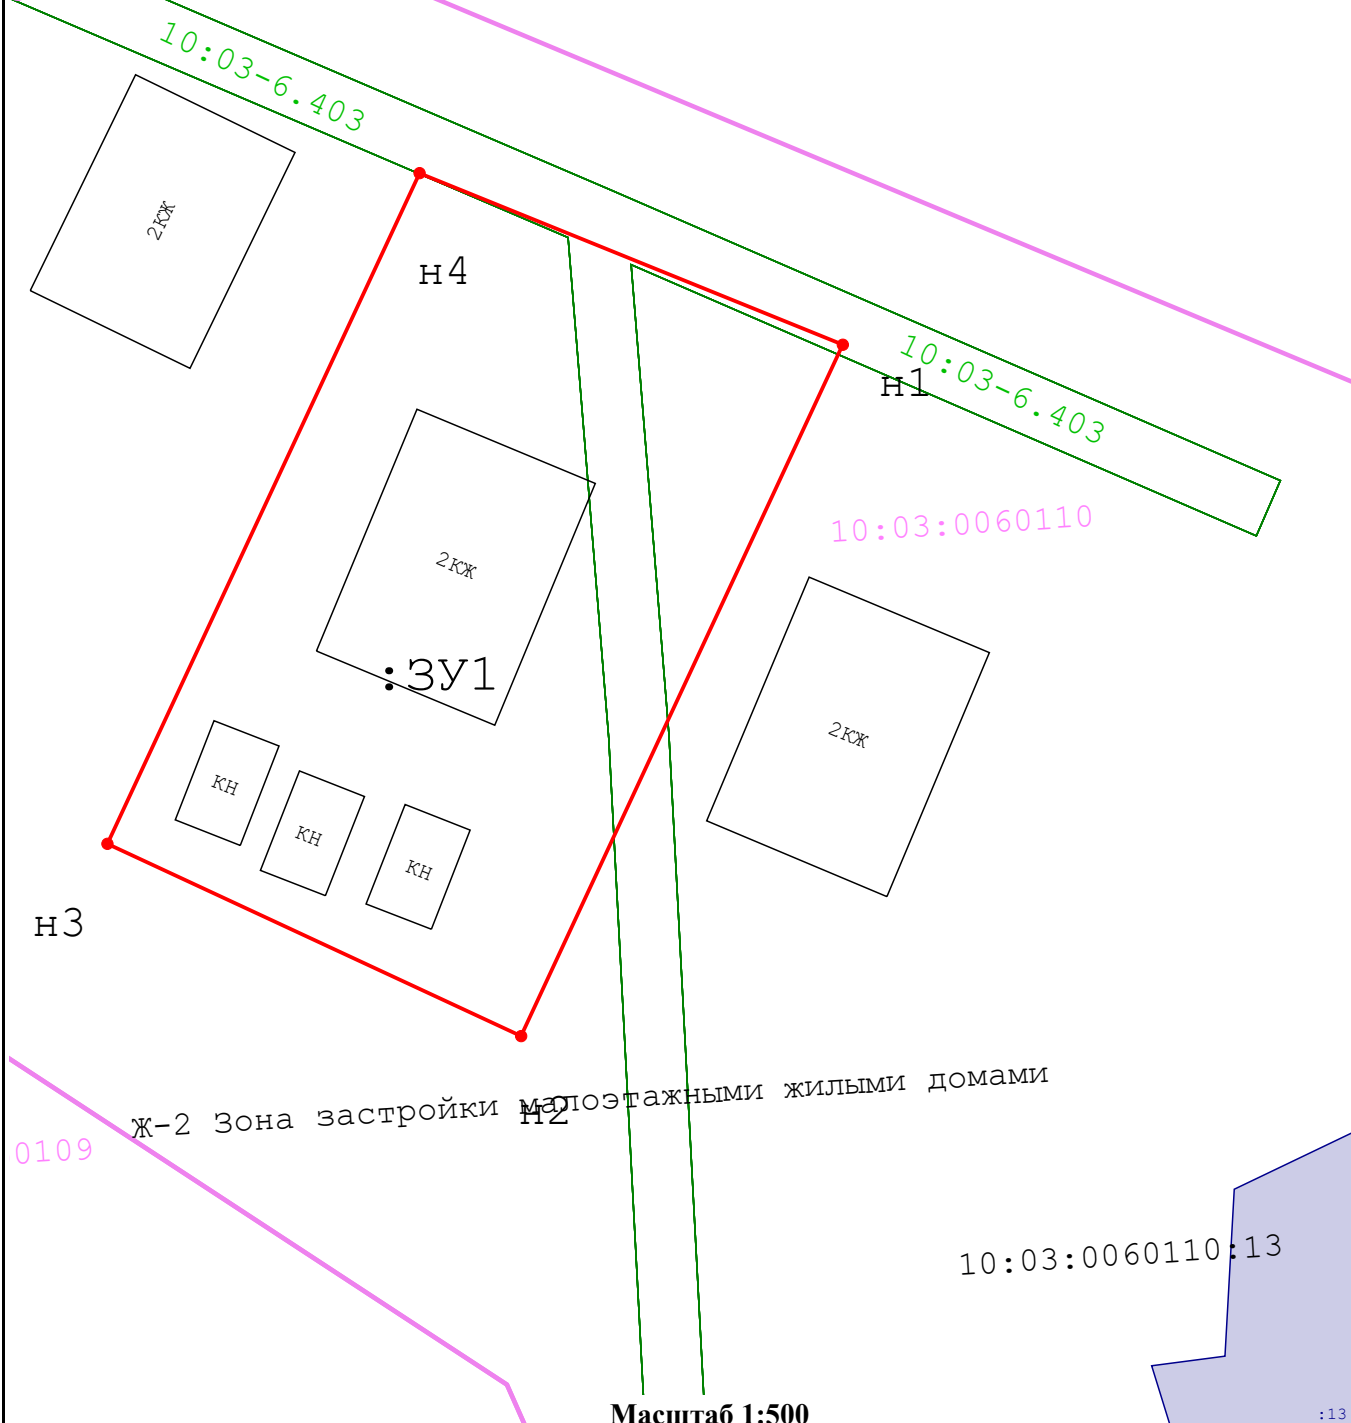 10:03-6.403
2кж
н4
10:03-6.403
н1
10:03:0060110
2кж
:ЗУ1
2кж
кн
кн
кн
н3
Ж-2 Зона застройки малоэтажными жилыми домами
н2
0109
10:03:0060110:13
Масштаб 1:500
:13